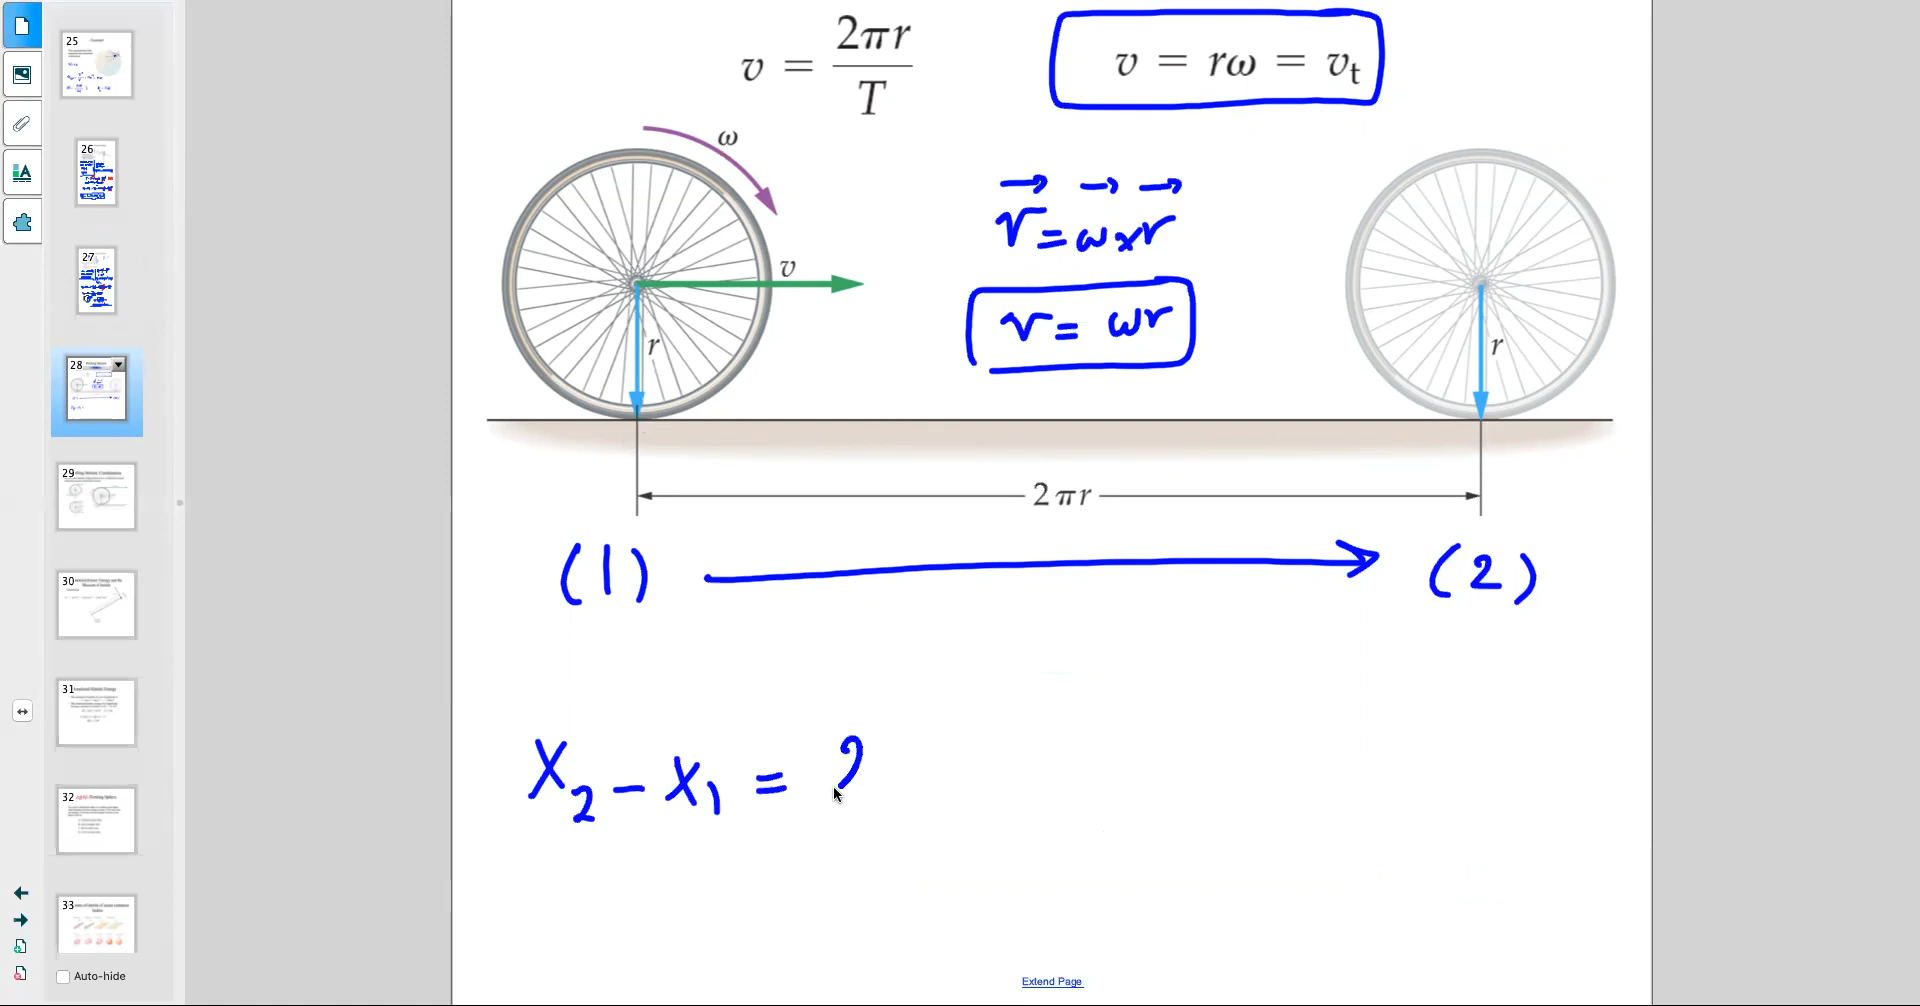 25
26
27
28
29
30
31
32
33
Auto-hide
v = 2πr / T
v = rω = vt
ω
v
r
v⃗ = ω⃗ × r⃗
v = ωr
r
2πr
(1) → (2)
X2 - X1 = ?
Extend Page